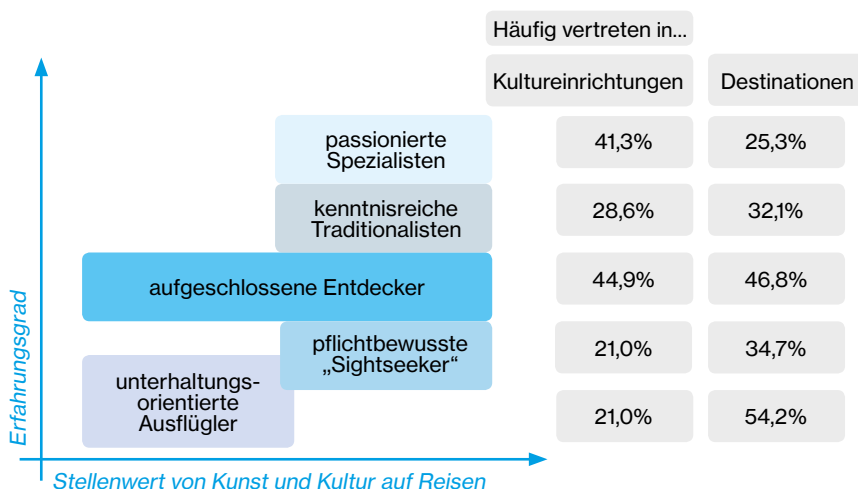 Häufig vertreten in...
Kultureinrichtungen
Destinationen
passionierte
Spezialisten
41,3%
25,3%
kenntnisreiche
Traditionalisten
28,6%
32,1%
aufgeschlossene Entdecker
44,9%
46,8%
pflichtbewusste
„Sightseeker“
21,0%
34,7%
unterhaltungs-
orientierte
Ausflügler
21,0%
54,2%
Erfahrungsgrad
Stellenwert von Kunst und Kultur auf Reisen